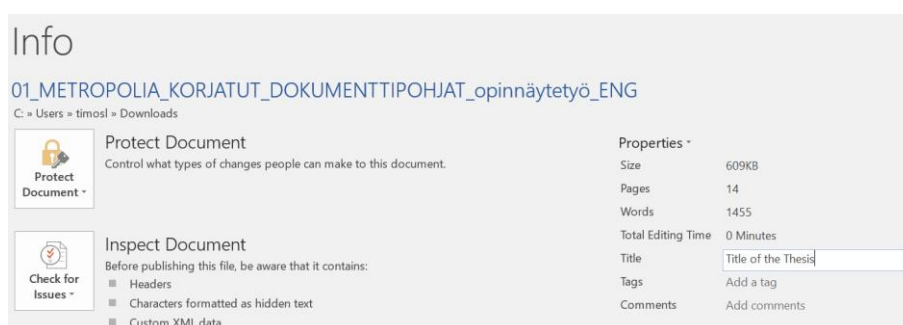 Info
01_METROPOLIA_KORJATUT_DOKUMENTTIPOHJAT_opinnäytetyö_ENG
C: » Users » timosl » Downloads
Protect Document
Control what types of changes people can make to this document.
Protect
Document
Inspect Document
Before publishing this file, be aware that it contains:
Headers
Characters formatted as hidden text
Custom XML data
Check for
Issues
Properties
Size 609KB
Pages 14
Words 1455
Total Editing Time 0 Minutes
Title Title of the Thesis
Tags Add a tag
Comments Add comments